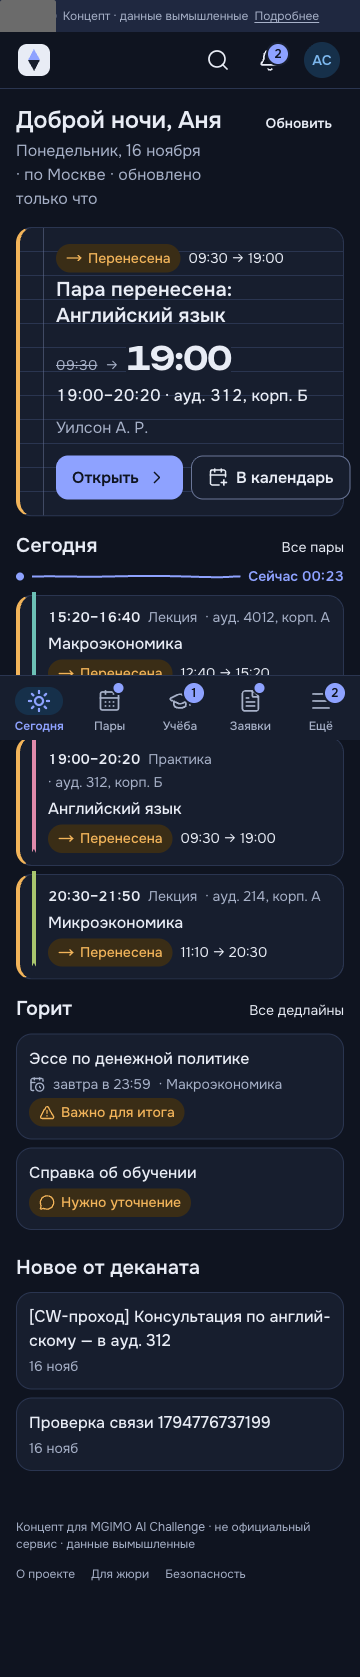 Концепт · данные вымышленные Подробнее
2
АС
Доброй ночи, Аня
Обновить
Понедельник, 16 ноября
· по Москве · обновлено
только что
→ Перенесена 09:30 → 19:00
Пара перенесена:
Английский язык
09:30 → 19:00
19:00–20:20 · ауд. 312, корп. Б
Уилсон А. Р.
Открыть
В календарь
Сегодня
Все пары
Сейчас 00:23
15:20–16:40 Лекция · ауд. 4012, корп. А
Макроэкономика
→ Перенесена 12:40 → 15:20
1
2
Сегодня Пары Учёба Заявки Ещё
19:00–20:20 Практика
· ауд. 312, корп. Б
Английский язык
→ Перенесена 09:30 → 19:00
20:30–21:50 Лекция · ауд. 214, корп. А
Микроэкономика
→ Перенесена 11:10 → 20:30
Горит
Все дедлайны
Эссе по денежной политике
завтра в 23:59 · Макроэкономика
Важно для итога
Справка об обучении
Нужно уточнение
Новое от деканата
[CW-проход] Консультация по англий-
скому — в ауд. 312
16 нояб
Проверка связи 1794776737199
16 нояб
Концепт для MGIMO AI Challenge · не официальный
сервис · данные вымышленные
О проекте Для жюри Безопасность